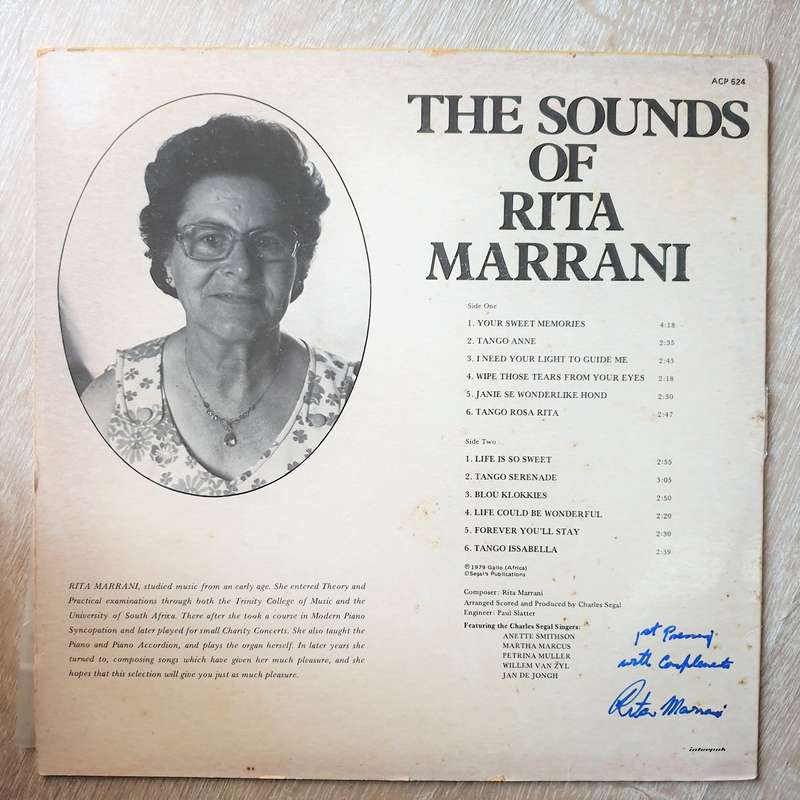 ACP 624
THE SOUNDS
OF
RITA
MARRANI
Side One
1. YOUR SWEET MEMORIES 4:18
2. TANGO ANNE 2:35
3. I NEED YOUR LIGHT TO GUIDE ME 2:45
4. WIPE THOSE TEARS FROM YOUR EYES 2:18
5. JANIE SE WONDERLIKE HOND 2:50
6. TANGO ROSA RITA 2:47
Side Two
1. LIFE IS SO SWEET 2:55
2. TANGO SERENADE 3:05
3. BLOU KLOKKIES 2:50
4. LIFE COULD BE WONDERFUL 2:20
5. FOREVER YOU'LL STAY 2:30
6. TANGO ISSABELLA 2:39
℗ 1979 Gallo (Africa)
© Segal's Publications
Composer: Rita Marrani
Arranged Scored and Produced by Charles Segal
Engineer: Paul Slatter
Featuring the Charles Segal Singers:
ANETTE SMITHSON
MARTHA MARCUS
PETRINA MULLER
WILLEM VAN ZYL
JAN DE JONGH
RITA MARRANI, studied music from an early age. She entered Theory and
Practical examinations through both the Trinity College of Music and the
University of South Africa. There after she took a course in Modern Piano
Syncopation and later played for small Charity Concerts. She also taught the
Piano and Piano Accordion, and plays the organ herself. In later years she
turned to, composing songs which have given her much pleasure, and she
hopes that this selection will give you just as much pleasure.
1st Pressing
with Compliments
Rita Marrani
interpak